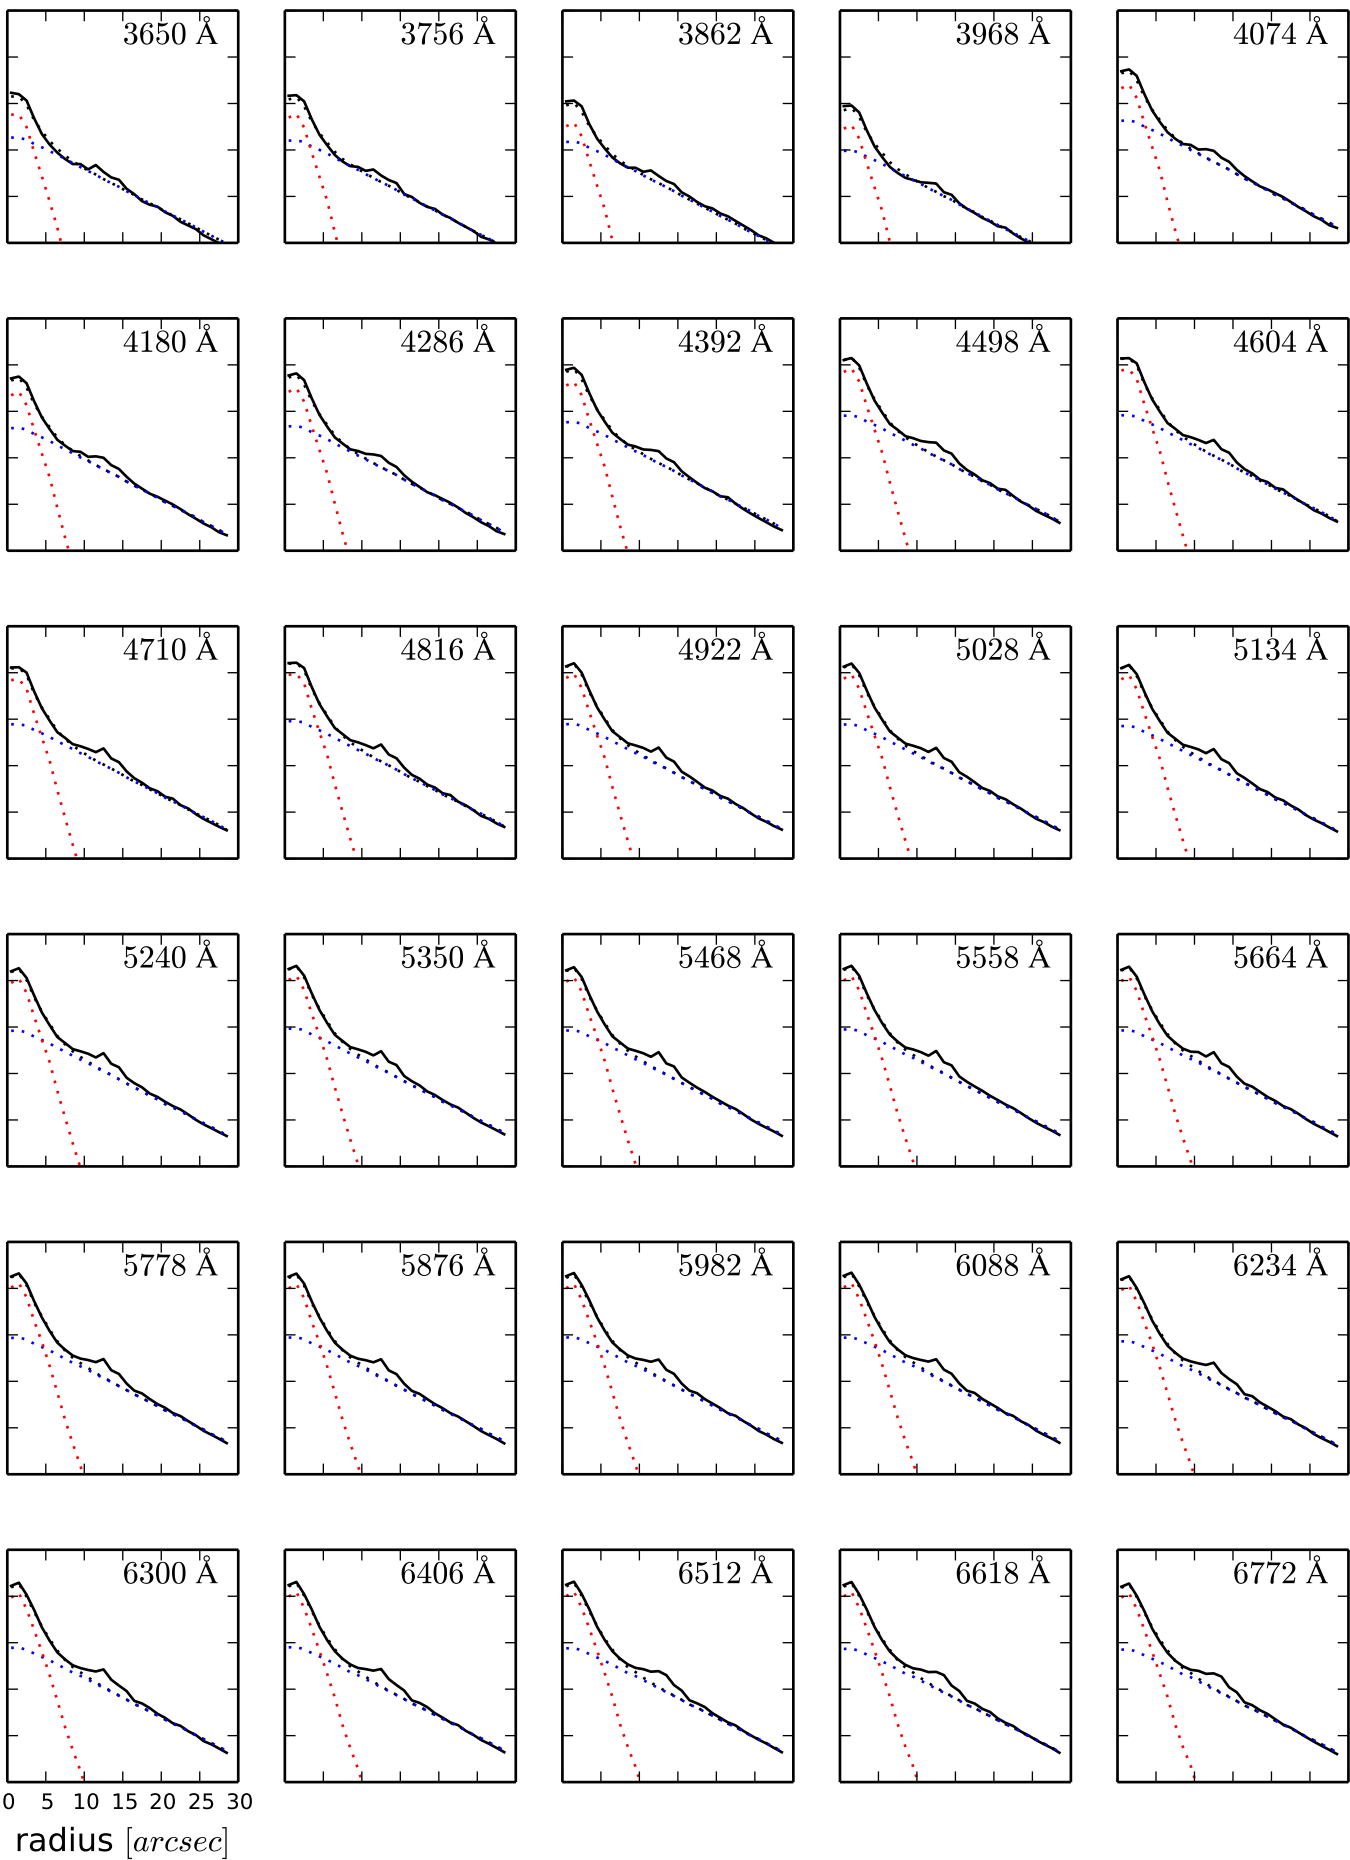 3650 Å 3756 Å 3862 Å 3968 Å 4074 Å
4180 Å 4286 Å 4392 Å 4498 Å 4604 Å
4710 Å 4816 Å 4922 Å 5028 Å 5134 Å
5240 Å 5350 Å 5468 Å 5558 Å 5664 Å
5778 Å 5876 Å 5982 Å 6088 Å 6234 Å
6300 Å 6406 Å 6512 Å 6618 Å 6772 Å
0 5 10 15 20 25 30
radius [arcsec]